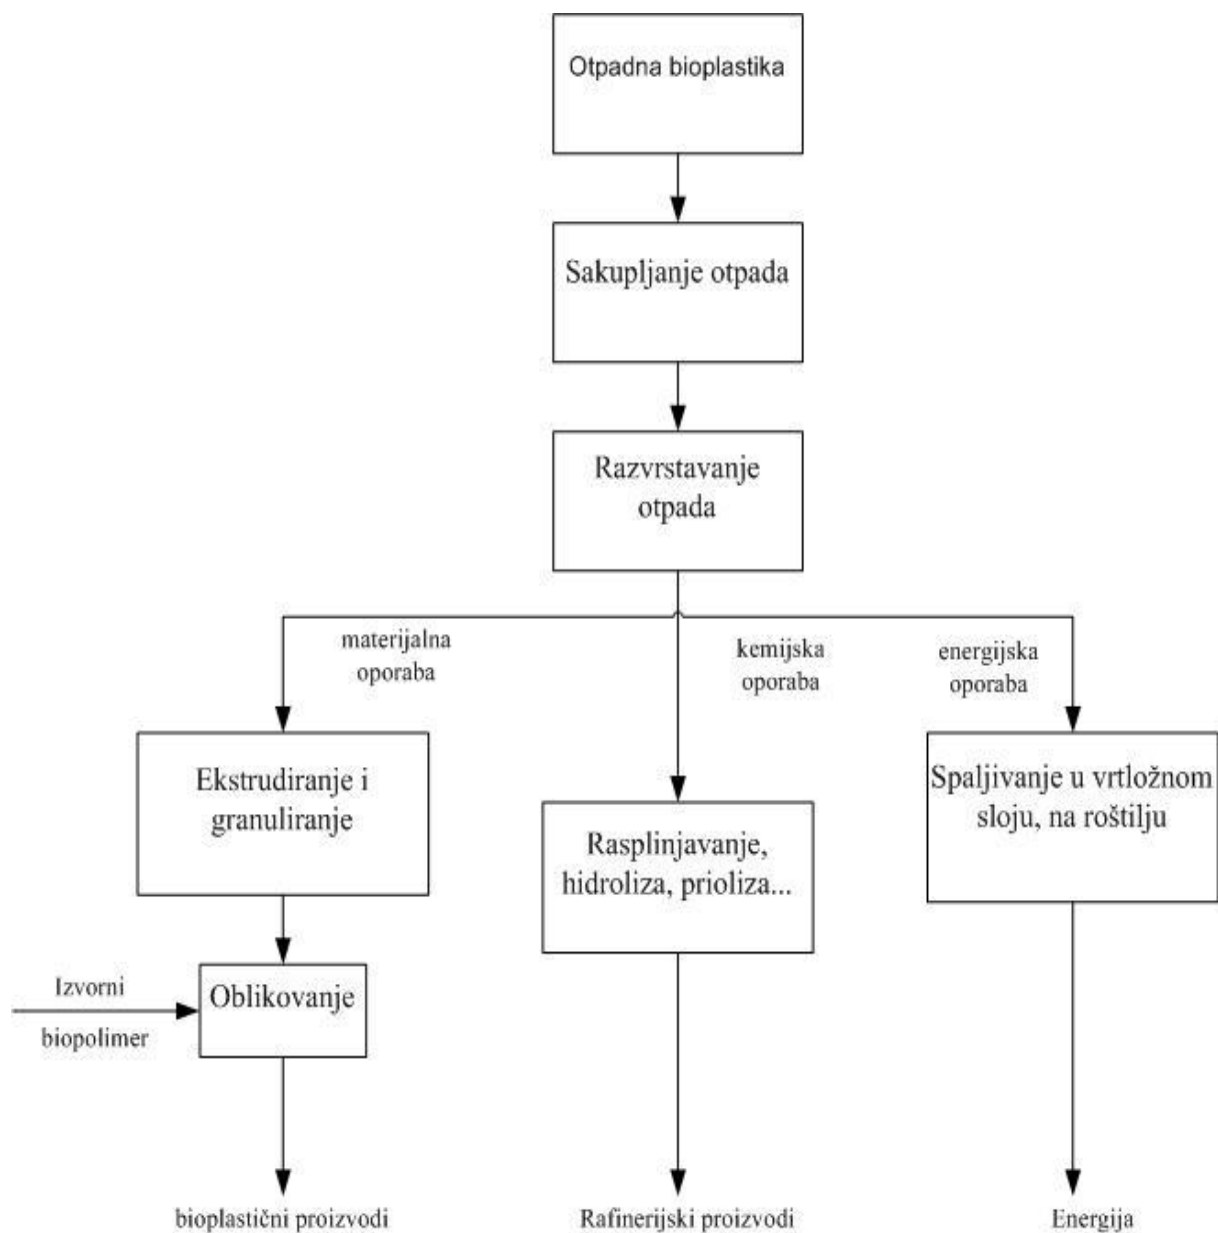 Otpadna bioplastika
Sakupljanje otpada
Razvrstavanje
otpada
materijalna
oporaba
kemijska
oporaba
energijska
oporaba
Ekstrudiranje i
granuliranje
Rasplinjavanje,
hidroliza, prioliza...
Spaljivanje u vrtložnom
sloju, na roštilju
Izvorni
biopolimer
Oblikovanje
bioplastični proizvodi
Rafinerijski proizvodi
Energija